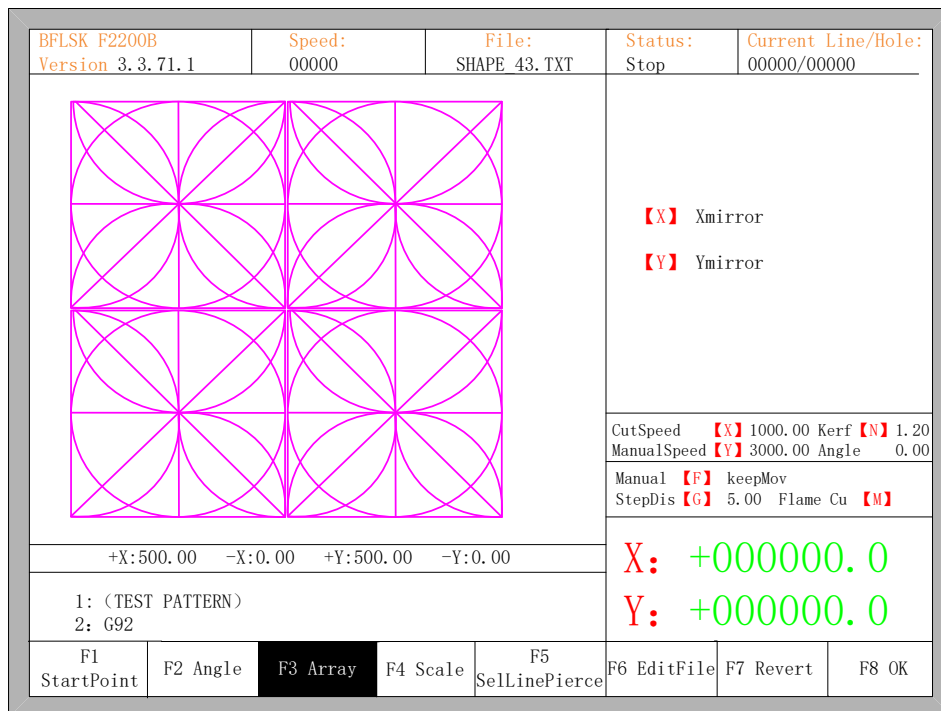 BFLSK F2200B
Version 3.3.71.1
Speed:
00000
File:
SHAPE_43.TXT
Status:
Stop
Current Line/Hole:
00000/00000
【X】 Xmirror
【Y】 Ymirror
CutSpeed 【X】 1000.00 Kerf 【N】 1.20
ManualSpeed 【Y】 3000.00 Angle 0.00
Manual 【F】 keepMov
StepDis 【G】 5.00 Flame Cu 【M】
+X:500.00 -X:0.00 +Y:500.00 -Y:0.00
X: +000000.0
Y: +000000.0
1: (TEST PATTERN)
2: G92
F1
StartPoint
F2 Angle
F3 Array
F4 Scale
F5
SelLinePierce
F6 EditFile
F7 Revert
F8 OK